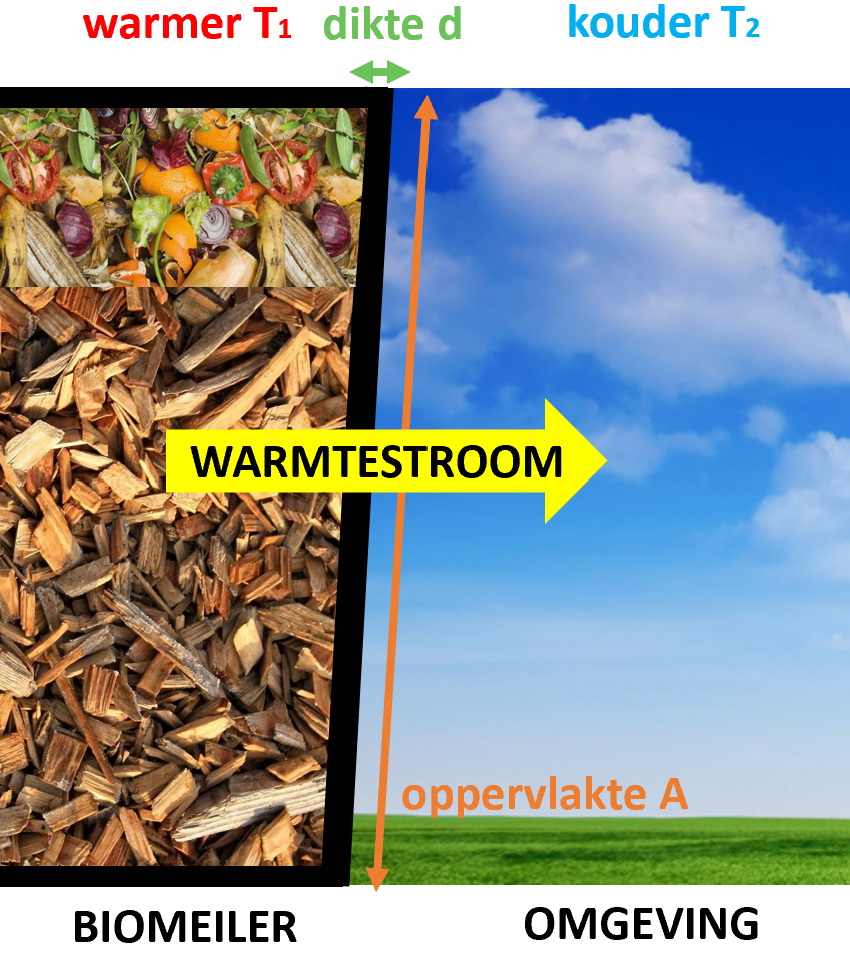 warmer T₁
dikte d
kouder T₂
WARMTESTROOM
oppervlakte A
BIOMEILER
OMGEVING